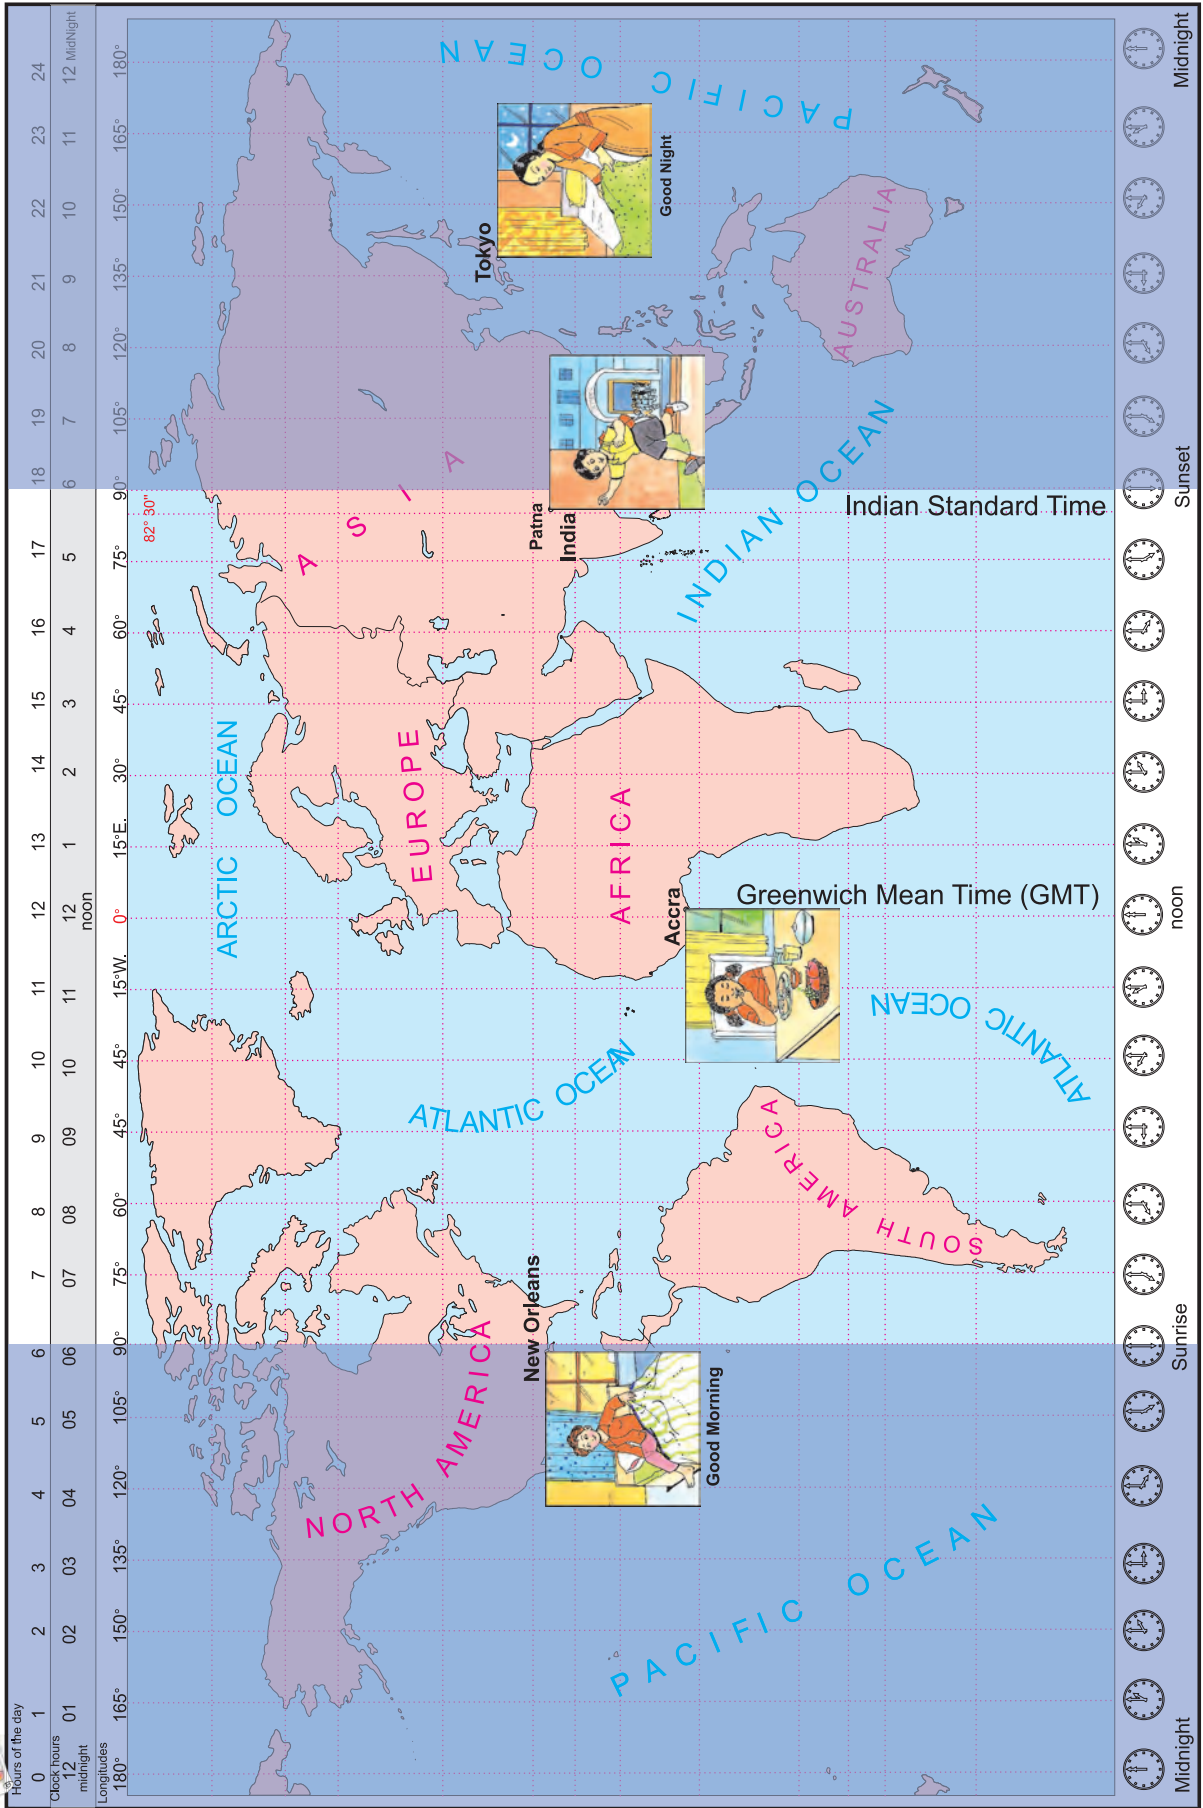 Hours of the day
0 1 2 3 4 5 6 7 8 9 10 11 12 13 14 15 16 17 18 19 20 21 22 23 24
Clock hours
12 midnight 01 02 03 04 05 06 07 08 09 10 11 12 noon 1 2 3 4 5 6 7 8 9 10 11 12 MidNight
Longitudes
180° 165° 150° 135° 120° 105° 90° 75° 60° 45° 45° 15°W. 0° 15°E. 30° 45° 60° 75° 90° 105° 120° 135° 150° 165° 180°
82° 30"
ARCTIC OCEAN
NORTH AMERICA
EUROPE
ASIA
ATLANTIC OCEAN
PACIFIC OCEAN
Tokyo
New Orleans
Patna
India
AFRICA
Good Night
Accra
Good Morning
SOUTH AMERICA
INDIAN OCEAN
AUSTRALIA
PACIFIC OCEAN
ATLANTIC OCEAN
Greenwich Mean Time (GMT)
Indian Standard Time
Midnight
Sunrise
noon
Sunset
Midnight